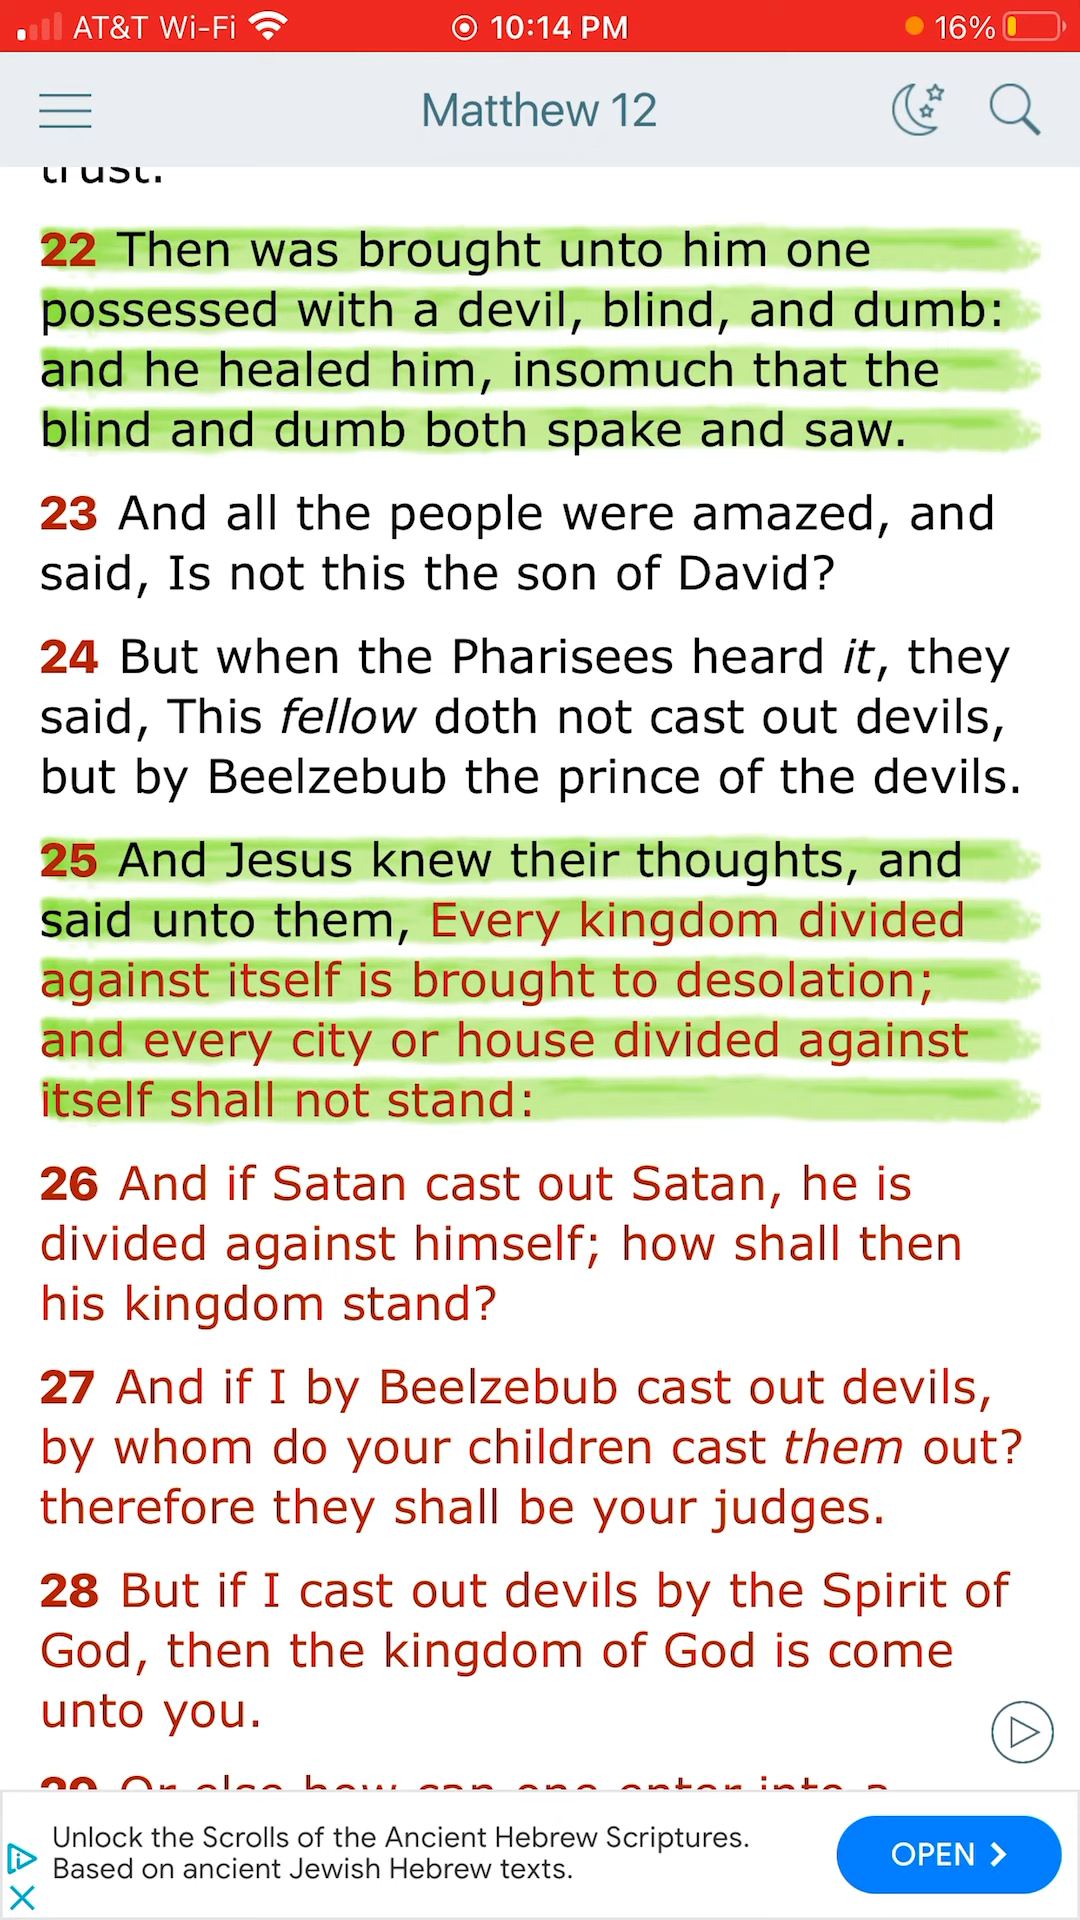 AT&T Wi-Fi 10:14 PM 16%
Matthew 12
trust.
22 Then was brought unto him one
possessed with a devil, blind, and dumb:
and he healed him, insomuch that the
blind and dumb both spake and saw.
23 And all the people were amazed, and
said, Is not this the son of David?
24 But when the Pharisees heard it, they
said, This fellow doth not cast out devils,
but by Beelzebub the prince of the devils.
25 And Jesus knew their thoughts, and
said unto them, Every kingdom divided
against itself is brought to desolation;
and every city or house divided against
itself shall not stand:
26 And if Satan cast out Satan, he is
divided against himself; how shall then
his kingdom stand?
27 And if I by Beelzebub cast out devils,
by whom do your children cast them out?
therefore they shall be your judges.
28 But if I cast out devils by the Spirit of
God, then the kingdom of God is come
unto you.
29 Or else how can one enter into a
Unlock the Scrolls of the Ancient Hebrew Scriptures.
Based on ancient Jewish Hebrew texts.
OPEN